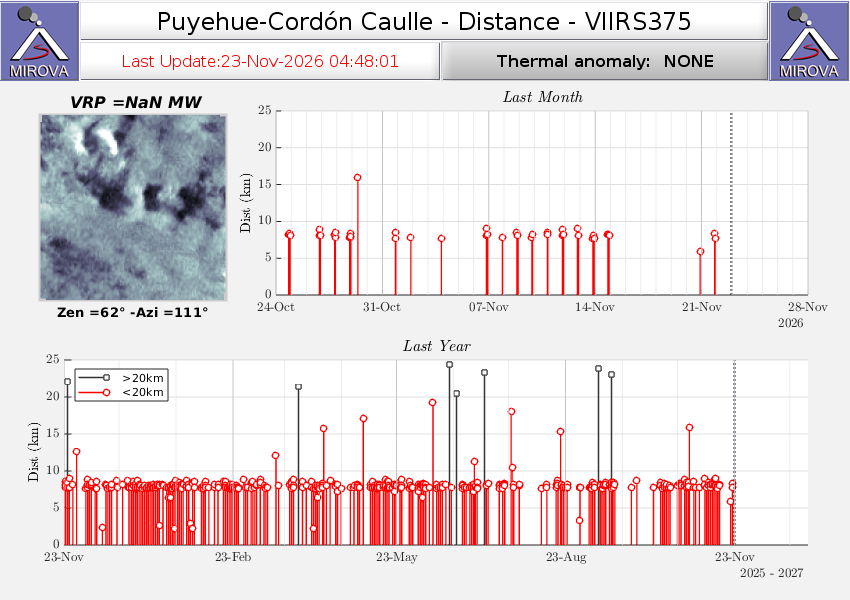 MIROVA
Puyehue-Cordón Caulle - Distance - VIIRS375
MIROVA
Last Update:23-Nov-2026 04:48:01
Thermal anomaly: NONE
VRP =NaN MW
Zen =62° -Azi =111°
Last Month
Dist (km)
25
20
15
10
5
0
24-Oct
31-Oct
07-Nov
14-Nov
21-Nov
28-Nov
2026
Last Year
Dist (km)
25
20
15
10
5
0
>20km
<20km
23-Nov
23-Feb
23-May
23-Aug
23-Nov
2025 - 2027